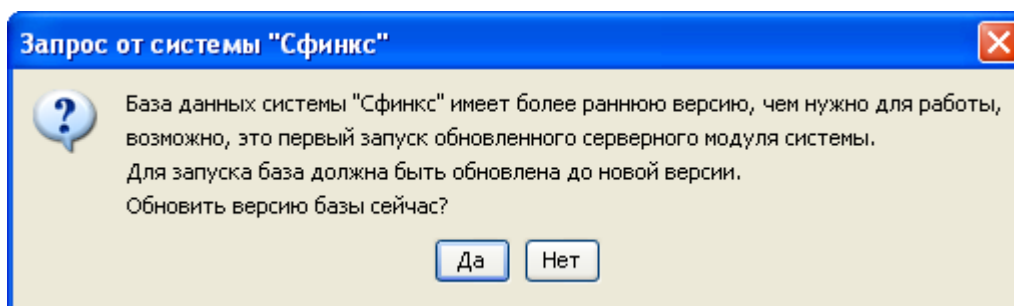 Запрос от системы "Сфинкс"
База данных системы "Сфинкс" имеет более раннюю версию, чем нужно для работы,
возможно, это первый запуск обновленного серверного модуля системы.
Для запуска база должна быть обновлена до новой версии.
Обновить версию базы сейчас?
Да
Нет